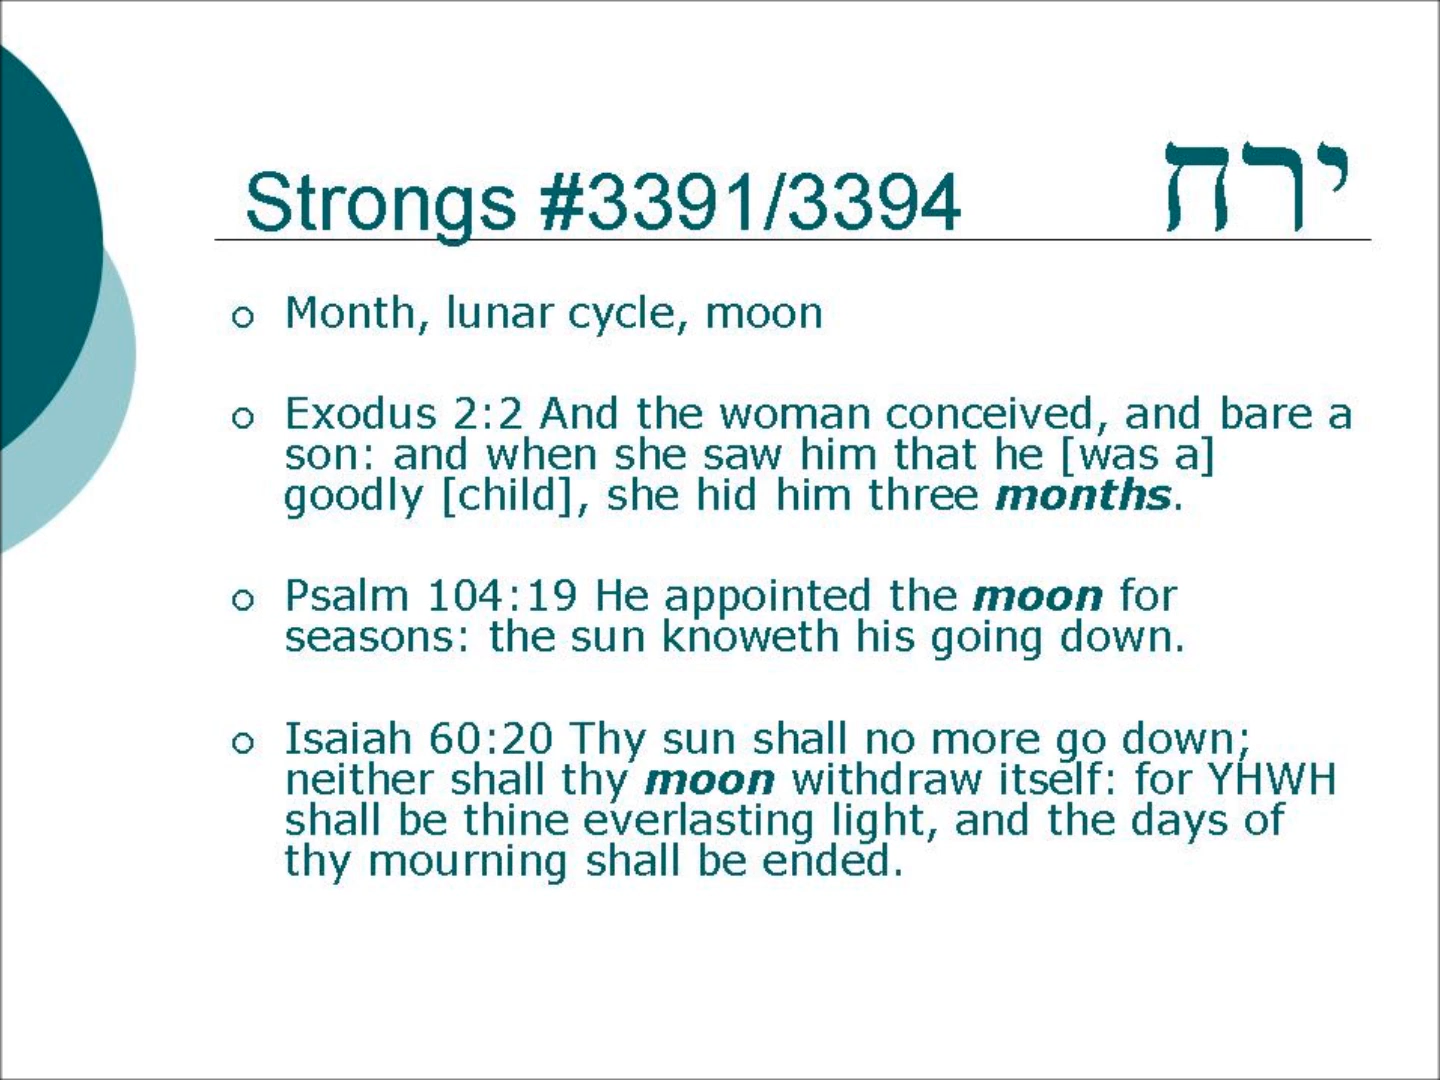 Strongs #3391/3394 ירח
Month, lunar cycle, moon
Exodus 2:2 And the woman conceived, and bare a
son: and when she saw him that he [was a]
goodly [child], she hid him three months.
Psalm 104:19 He appointed the moon for
seasons: the sun knoweth his going down.
Isaiah 60:20 Thy sun shall no more go down;
neither shall thy moon withdraw itself: for YHWH
shall be thine everlasting light, and the days of
thy mourning shall be ended.